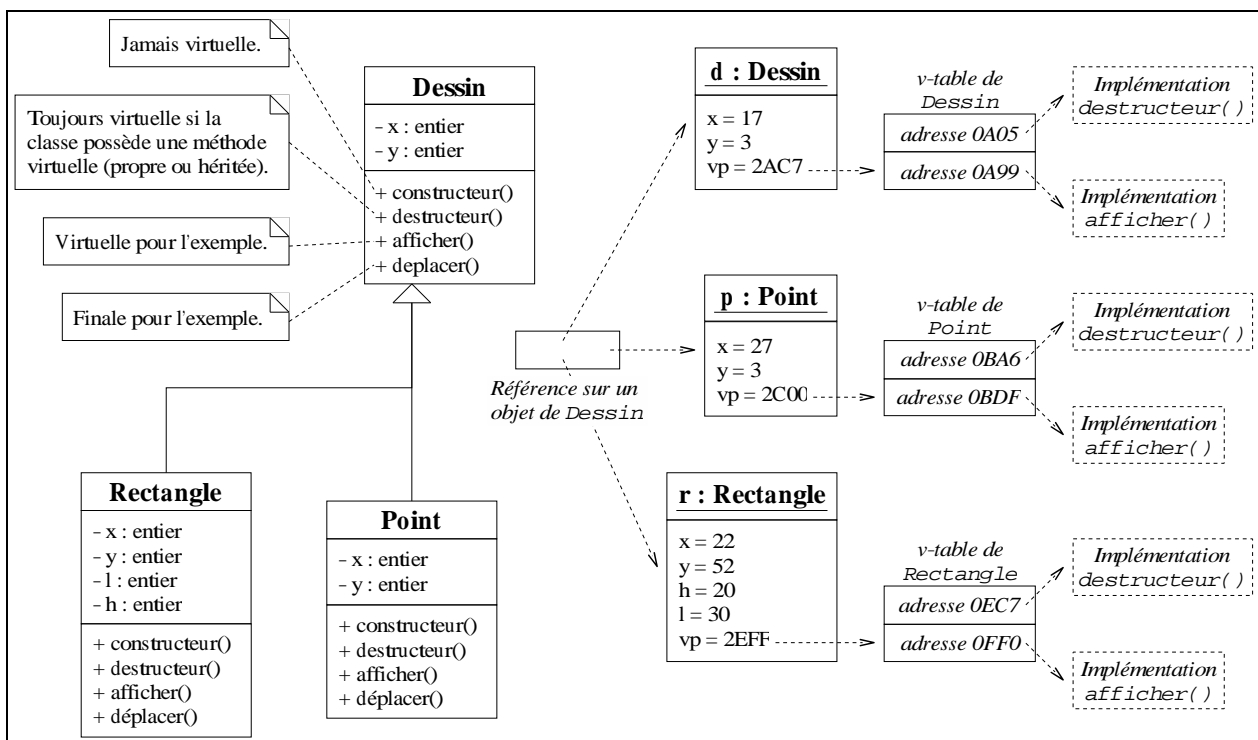 Jamais virtuelle.
Toujours virtuelle si la
classe possède une méthode
virtuelle (propre ou héritée).
Virtuelle pour l'exemple.
Finale pour l'exemple.
Dessin
- x : entier
- y : entier
+ constructeur()
+ destructeur()
+ afficher()
+ deplacer()
Rectangle
- x : entier
- y : entier
- l : entier
- h : entier
+ constructeur()
+ destructeur()
+ afficher()
+ déplacer()
Point
- x : entier
- y : entier
+ constructeur()
+ destructeur()
+ afficher()
+ déplacer()
Référence sur un
objet de Dessin
d : Dessin
x = 17
y = 3
vp = 2AC7
v-table de
Dessin
adresse 0A05
adresse 0A99
Implémentation
destructeur()
Implémentation
afficher()
p : Point
x = 27
y = 3
vp = 2C00
v-table de
Point
adresse 0BA6
adresse 0BDF
Implémentation
destructeur()
Implémentation
afficher()
r : Rectangle
x = 22
y = 52
h = 20
l = 30
vp = 2EFF
v-table de
Rectangle
adresse 0EC7
adresse 0FF0
Implémentation
destructeur()
Implémentation
afficher()